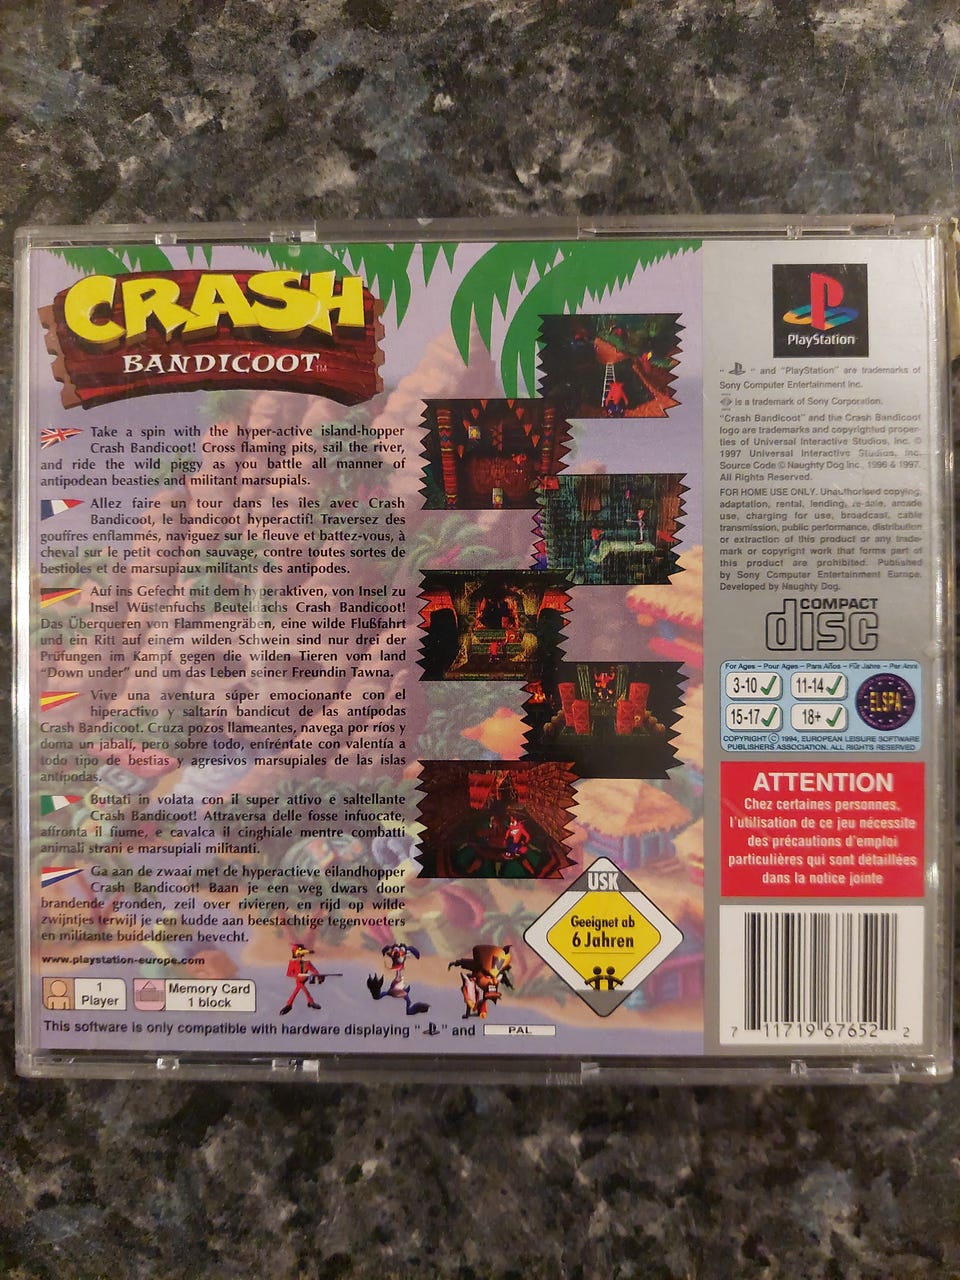 CRASH
BANDICOOT™
Take a spin with the hyper-active island-hopper
Crash Bandicoot! Cross flaming pits, sail the river,
and ride the wild piggy as you battle all manner of
antipodean beasties and militant marsupials.
Allez faire un tour dans les îles avec Crash
Bandicoot, le bandicoot hyperactif! Traversez des
gouffres enflammés, naviguez sur le fleuve et battez-vous, à
cheval sur le petit cochon sauvage, contre toutes sortes de
bestioles et de marsupiaux militants des antipodes.
Auf ins Gefecht mit dem hyperaktiven, von Insel zu
Insel Wüstenfuchs Beuteldachs Crash Bandicoot!
Das Überqueren von Flammengräben, eine wilde Flußfahrt
und ein Ritt auf einem wilden Schwein sind nur drei der
Prüfungen im Kampf gegen die wilden Tieren vom land
"Down under" und um das Leben seiner Freundin Tawna.
Vive una aventura súper emocionante con el
hiperactivo y saltarín bandicut de las antípodas
Crash Bandicoot. Cruza pozos llameantes, navega por ríos y
doma un jabalí, pero sobre todo, enfréntate con valentía a
todo tipo de bestias y agresivos marsupiales de las islas
antípodas.
Buttati in volata con il super attivo e saltellante
Crash Bandicoot! Attraversa delle fosse infuocate,
affronta il fiume, e cavalca il cinghiale mentre combatti
animali strani e marsupiali militanti.
Ga aan de zwaai met de hyperactieve eilandhopper
Crash Bandicoot! Baan je een weg dwars door
brandende gronden, zeil over rivieren, en rijd op wilde
zwijntjes terwijl je een kudde aan beestachtige tegenvoeters
en militante buideldieren bevecht.
www.playstation-europe.com
1
Player
Memory Card
1 block
This software is only compatible with hardware displaying " " and PAL
USK
Geeignet ab
6 Jahren
PlayStation
" " and "PlayStation" are trademarks of
Sony Computer Entertainment Inc.
is a trademark of Sony Corporation.
"Crash Bandicoot" and the Crash Bandicoot
logo are trademarks and copyrighted proper-
ties of Universal Interactive Studios, Inc. ©
1997 Universal Interactive Studios, Inc.
Source Code © Naughty Dog Inc., 1996 & 1997.
All Rights Reserved.
FOR HOME USE ONLY. Unauthorised copying,
adaptation, rental, lending, re-sale, arcade
use, charging for use, broadcast, cable
transmission, public performance, distribution
or extraction of this product or any trade-
mark or copyright work that forms part of
this product are prohibited. Published
by Sony Computer Entertainment Europe.
Developed by Naughty Dog.
COMPACT
disc
For Ages – Pour Ages – Para Años – Für Jahre – Per Anni
3-10 ✓ 11-14 ✓
15-17 ✓ 18+ ✓
ELSPA
COPYRIGHT © 1994, EUROPEAN LEISURE SOFTWARE
PUBLISHERS ASSOCIATION. ALL RIGHTS RESERVED
ATTENTION
Chez certaines personnes,
l'utilisation de ce jeu nécessite
des précautions d'emploi
particulières qui sont détaillées
dans la notice jointe
7 11719 67652 2